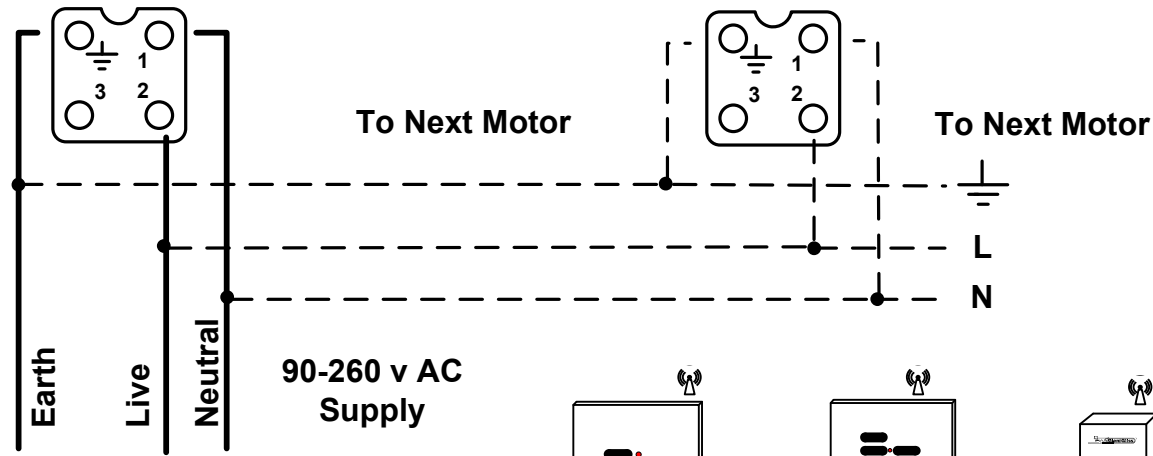 1
3 2
1
3 2
To Next Motor
To Next Motor
L
N
Earth
Live
Neutral
90-260 v AC
Supply